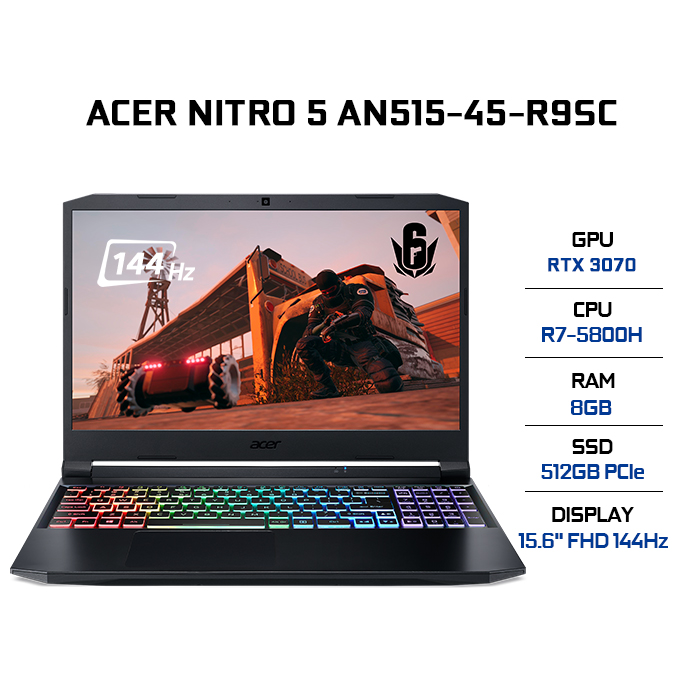 ACER NITRO 5 AN515-45-R9SC
144Hz
6
acer
GPU
RTX 3070
CPU
R7-5800H
RAM
8GB
SSD
512GB PCIe
DISPLAY
15.6" FHD 144Hz